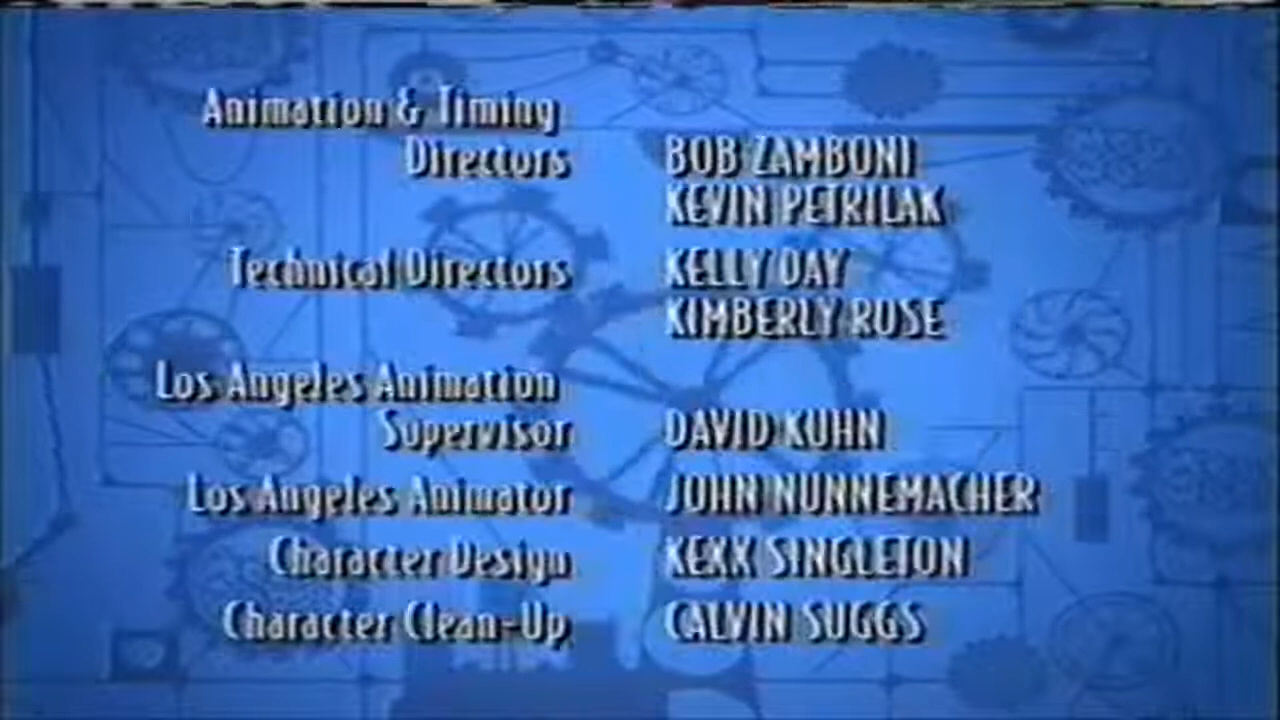 Animation & Timing
Directors BOB ZAMBONI
KEVIN PETRILAK
Technical Directors KELLY DAY
KIMBERLY ROSE
Los Angeles Animation
Supervisor DAVID KUHN
Los Angeles Animator JOHN NUNNEMACHER
Character Design KEXX SINGLETON
Character Clean-Up CALVIN SUGGS